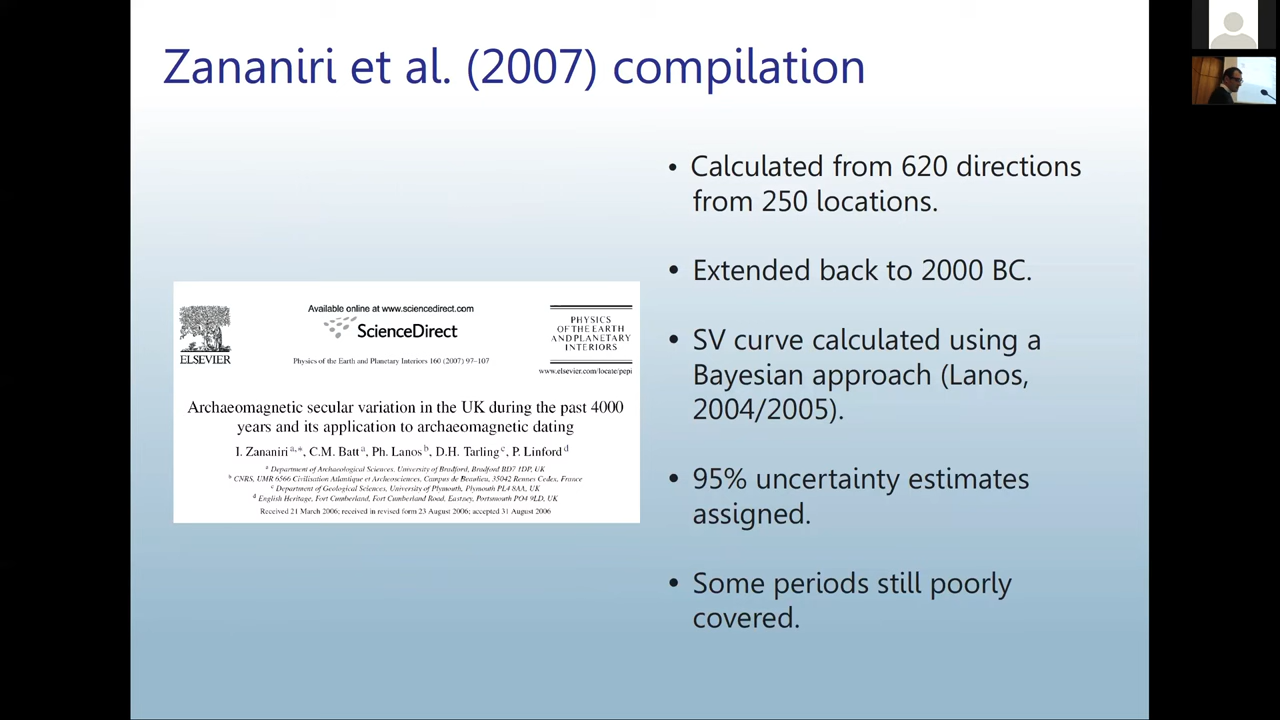 Zananiri et al. (2007) compilation
• Calculated from 620 directions
from 250 locations.
• Extended back to 2000 BC.
• SV curve calculated using a
Bayesian approach (Lanos,
2004/2005).
• 95% uncertainty estimates
assigned.
• Some periods still poorly
covered.
ELSEVIER
Available online at www.sciencedirect.com
ScienceDirect
Physics of the Earth and Planetary Interiors 160 (2007) 97–107
PHYSICS
OF THE EARTH
AND PLANETARY
INTERIORS
www.elsevier.com/locate/pepi
Archaeomagnetic secular variation in the UK during the past 4000
years and its application to archaeomagnetic dating
I. Zananiri a,*, C.M. Batt a, Ph. Lanos b, D.H. Tarling c, P. Linford d
a Department of Archaeological Sciences, University of Bradford, Bradford BD7 1DP, UK
b CNRS, UMR 6566 Civilisation Atlantique et Archeosciences, Campus de Beaulieu, 35042 Rennes Cedex, France
c Department of Geological Sciences, University of Plymouth, Plymouth PL4 8AA, UK
d English Heritage, Fort Cumberland, Fort Cumberland Road, Eastney, Portsmouth PO4 9LD, UK
Received 21 March 2006; received in revised form 23 August 2006; accepted 31 August 2006